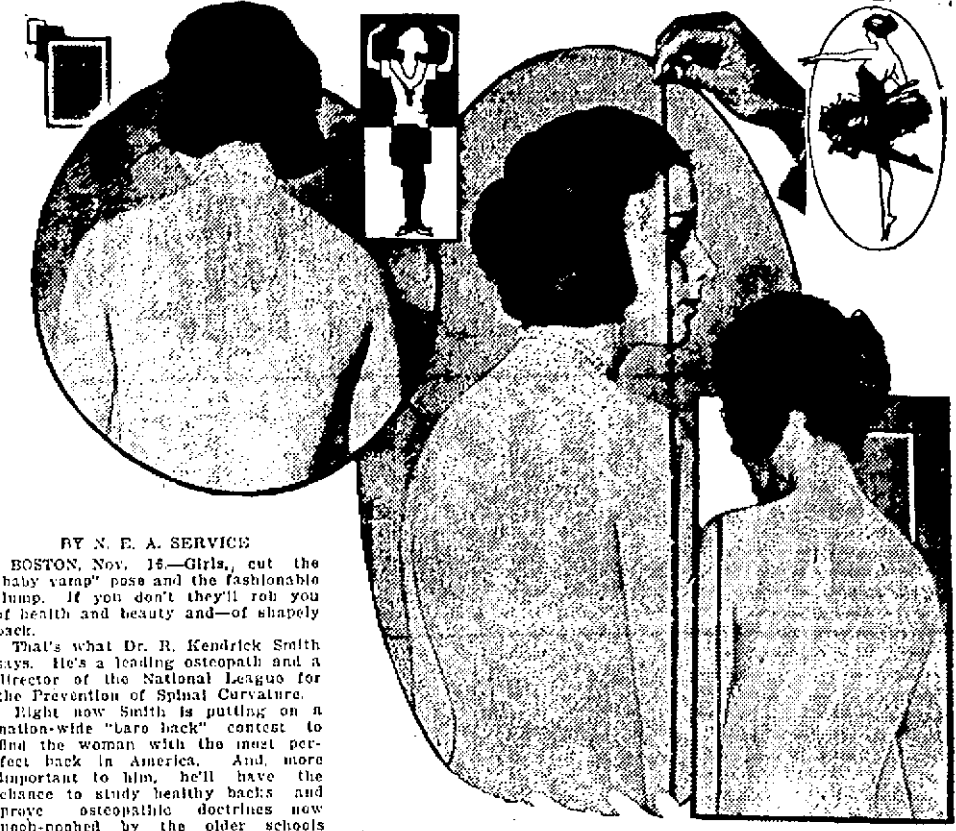 BY N. E. A. SERVICE
BOSTON, Nov. 16.—Girls, cut the
"baby vamp" pose and the fashionable
slump. If you don't they'll rob you
of health and beauty and—of shapely
back.
That's what Dr. R. Kendrick Smith
says. He's a leading osteopath and a
director of the National League for
the Prevention of Spinal Curvature.
Right now Smith is putting on a
nation-wide "bare back" contest to
find the woman with the most per-
fect back in America. And, more
important to him, he'll have the
chance to study healthy backs and
prove osteopathic doctrines now
pooh-poohed by the older schools